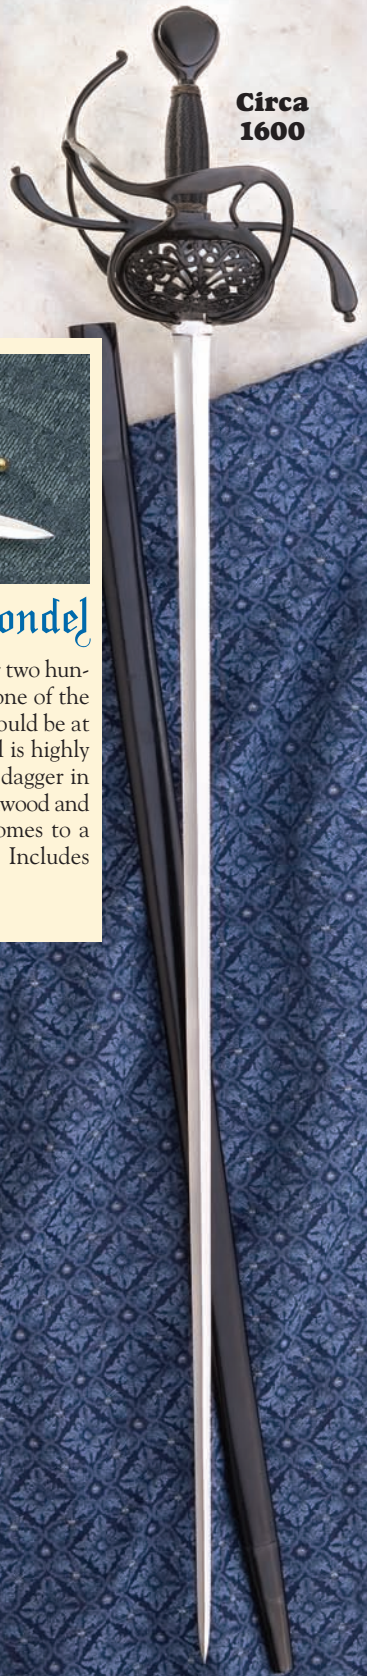 Circa
1600
ondel
two hun-
one of the
ould be at
is highly
dagger in
wood and
omes to a
Includes